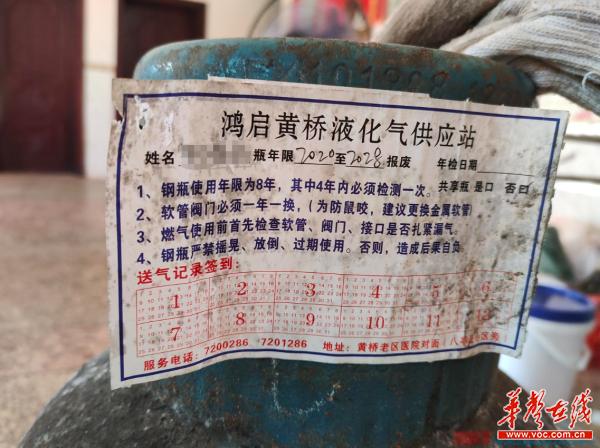 鸿启黄桥液化气供应站
姓名 瓶年限2020至2028报废 年检日期
1、钢瓶使用年限为8年，其中4年内必须检测一次。共享瓶 是口 否口
2、软管阀门必须一年一换，（为防鼠咬，建议更换金属软管）
3、燃气使用前首先检查软管、阀门、接口是否扎紧漏气。
4、钢瓶严禁摇晃、放倒、过期使用。否则，造成后果自负
送气记录签到：
1 2 3 4 5 6
7 8 9 10 11
服务电话：7200286 7201286 地址：黄桥老区医院对面
华声在线
www.voc.com.cn